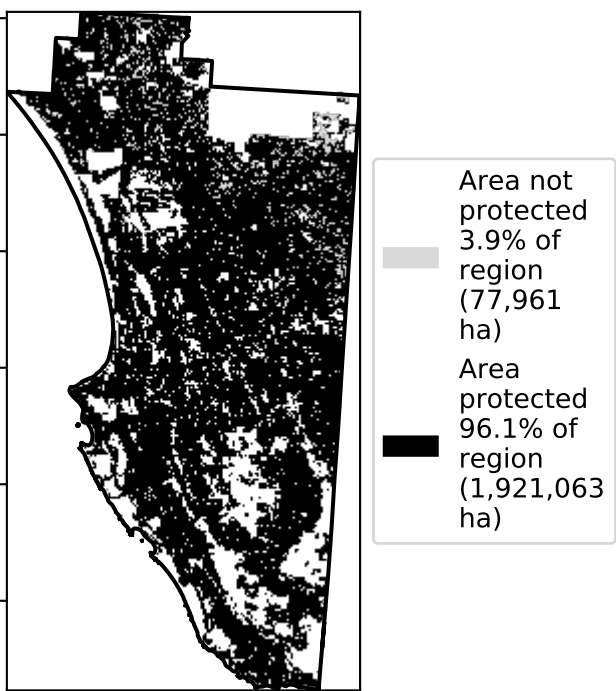 Area not
protected
3.9% of
region
(77,961
ha)
Area
protected
96.1% of
region
(1,921,063
ha)